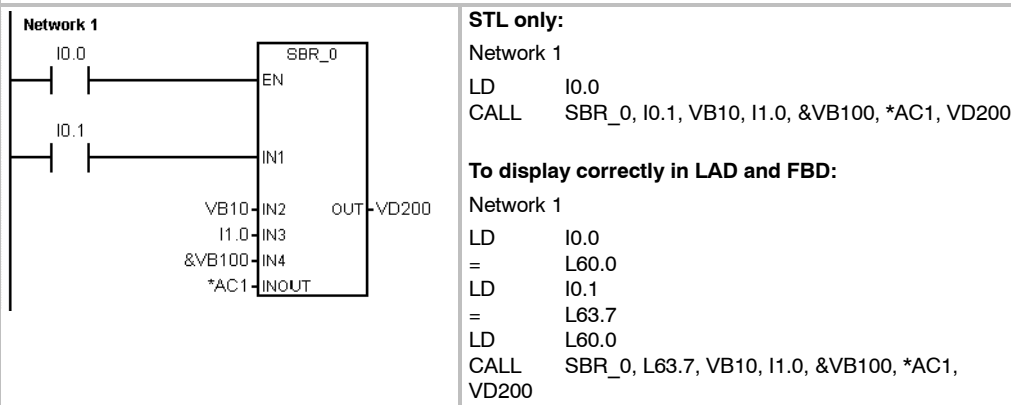 Network 1
I0.0
SBR_0
EN
I0.1
IN1
VB10 IN2 OUT VD200
I1.0 IN3
&VB100 IN4
*AC1 INOUT
STL only:
Network 1
LD I0.0
CALL SBR_0, I0.1, VB10, I1.0, &VB100, *AC1, VD200
To display correctly in LAD and FBD:
Network 1
LD I0.0
= L60.0
LD I0.1
= L63.7
LD L60.0
CALL SBR_0, L63.7, VB10, I1.0, &VB100, *AC1,
VD200